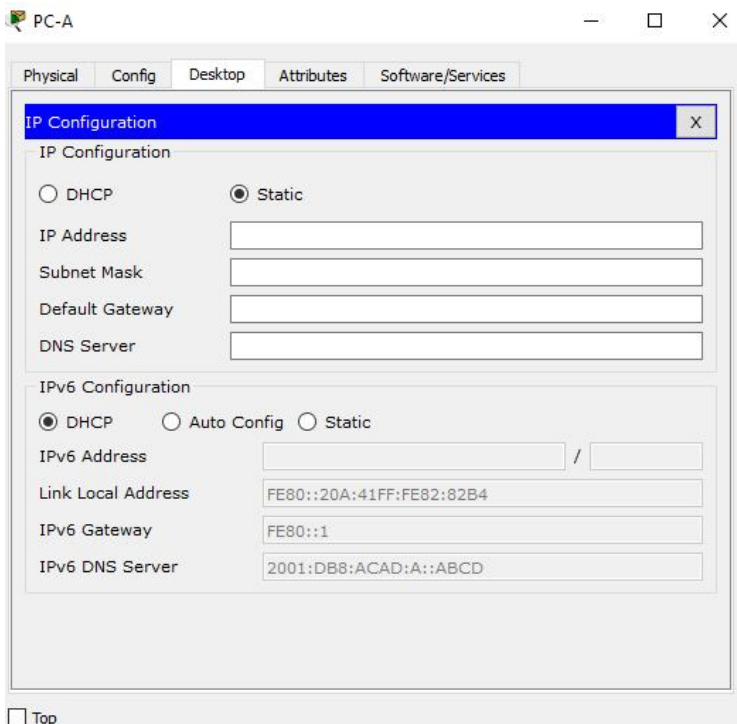 PC-A
Physical Config Desktop Attributes Software/Services
IP Configuration X
IP Configuration
DHCP Static
IP Address
Subnet Mask
Default Gateway
DNS Server
IPv6 Configuration
DHCP Auto Config Static
IPv6 Address /
Link Local Address FE80::20A:41FF:FE82:82B4
IPv6 Gateway FE80::1
IPv6 DNS Server 2001:DB8:ACAD:A::ABCD
Top